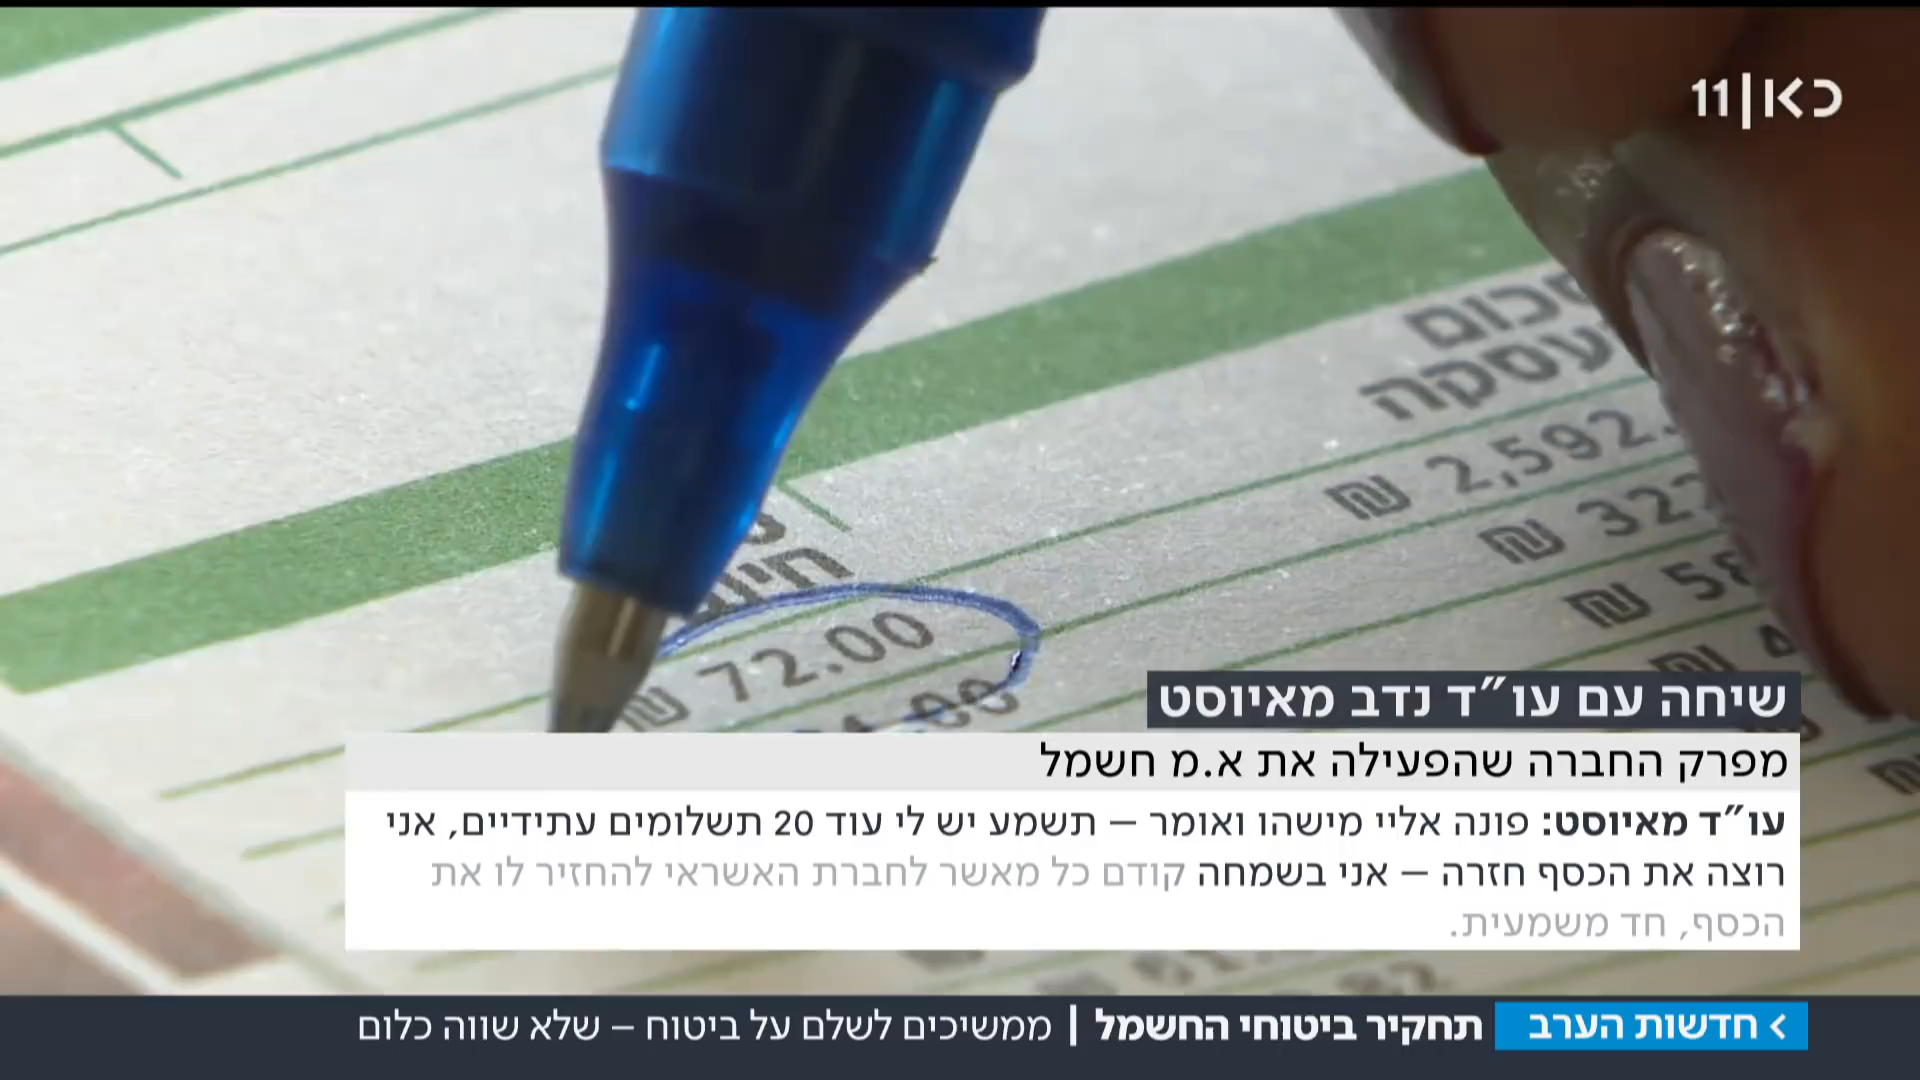 כאן|11
סכום
עסקה
₪ 2,592.
₪ 322
₪ 58
₪ 4
₪ 72.00
שיחה עם עו״ד נדב מאיוסט
מפרק החברה שהפעילה את א.מ חשמל
עו״ד מאיוסט: פונה אליי מישהו ואומר – תשמע יש לי עוד 20 תשלומים עתידיים, אני
רוצה את הכסף חזרה – אני בשמחה קודם כל מאשר לחברת האשראי להחזיר לו את
הכסף, חד משמעית.
חדשות הערב
תחקיר ביטוחי החשמל | ממשיכים לשלם על ביטוח – שלא שווה כלום